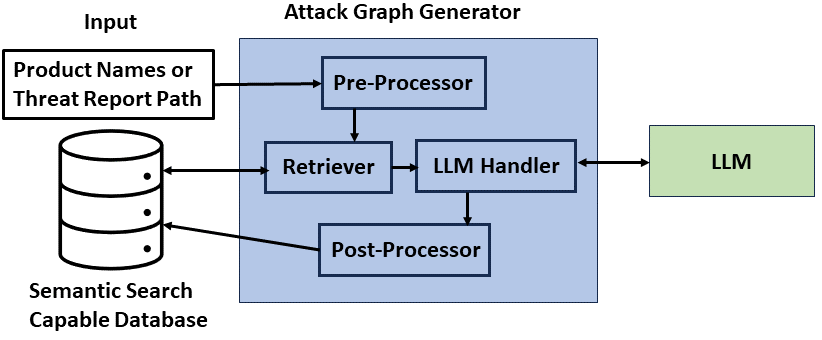 Attack Graph Generator
Input
Product Names or
Threat Report Path
Pre-Processor
Retriever
LLM Handler
LLM
Post-Processor
Semantic Search
Capable Database